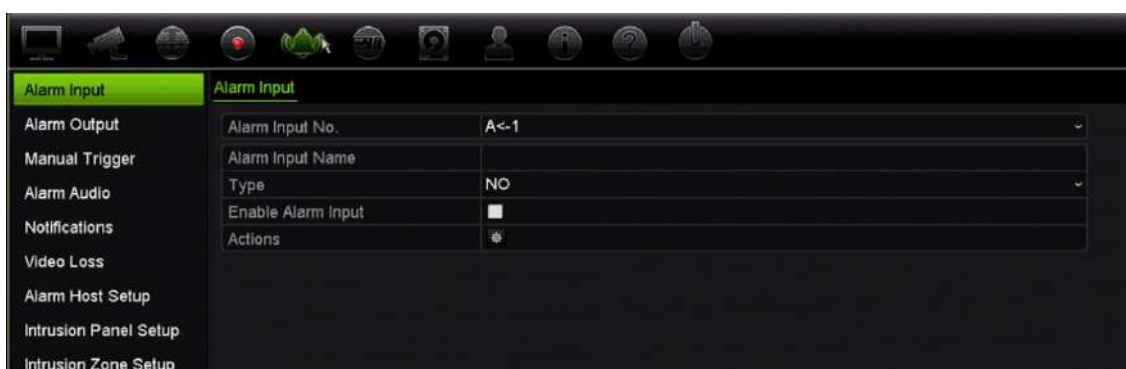 Alarm Input
Alarm Output
Manual Trigger
Alarm Audio
Notifications
Video Loss
Alarm Host Setup
Intrusion Panel Setup
Intrusion Zone Setup
Alarm Input
Alarm Input No. A<-1
Alarm Input Name
Type NO
Enable Alarm Input
Actions